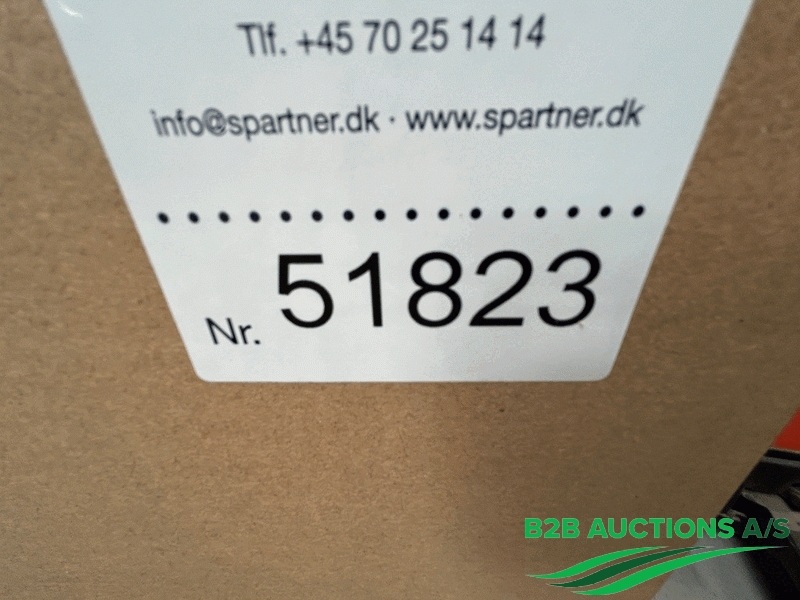 Tlf. +45 70 25 14 14
info@spartner.dk · www.spartner.dk
Nr. 51823
B2B AUCTIONS A/S